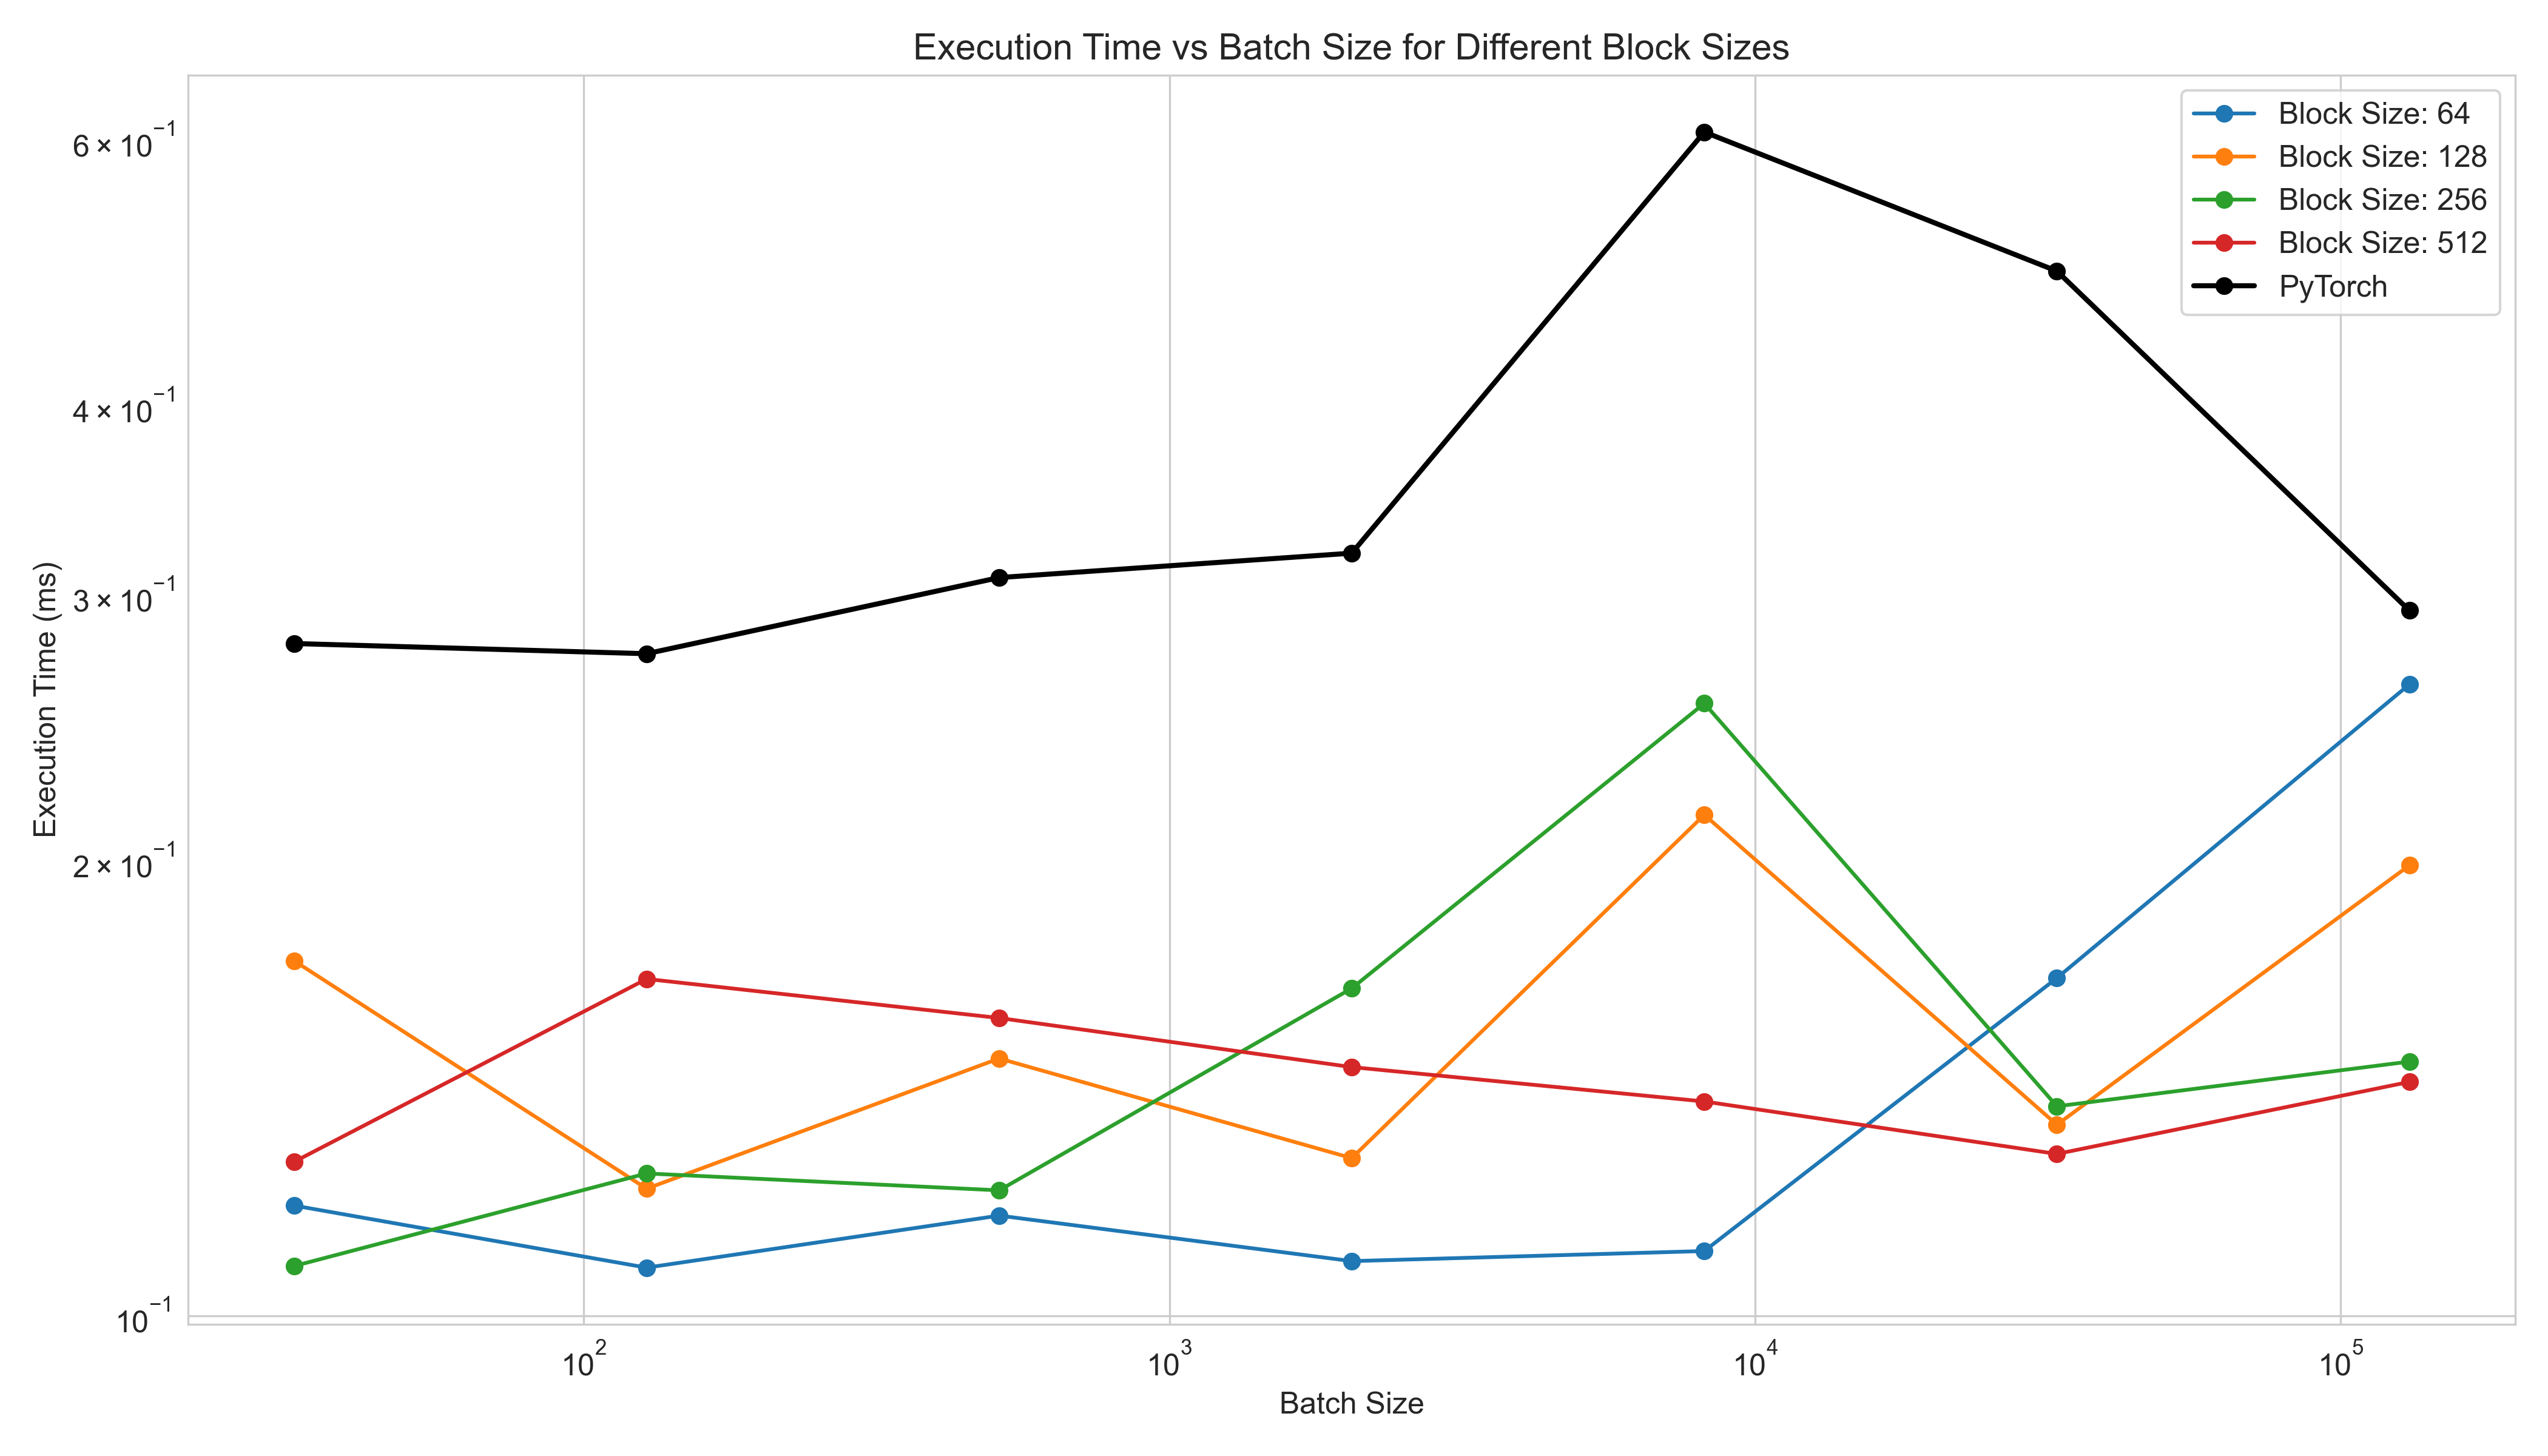 Execution Time vs Batch Size for Different Block Sizes
Block Size: 64
Block Size: 128
Block Size: 256
Block Size: 512
PyTorch
Execution Time (ms)
6 × 10⁻¹
4 × 10⁻¹
3 × 10⁻¹
2 × 10⁻¹
10⁻¹
10² 10³ 10⁴ 10⁵
Batch Size